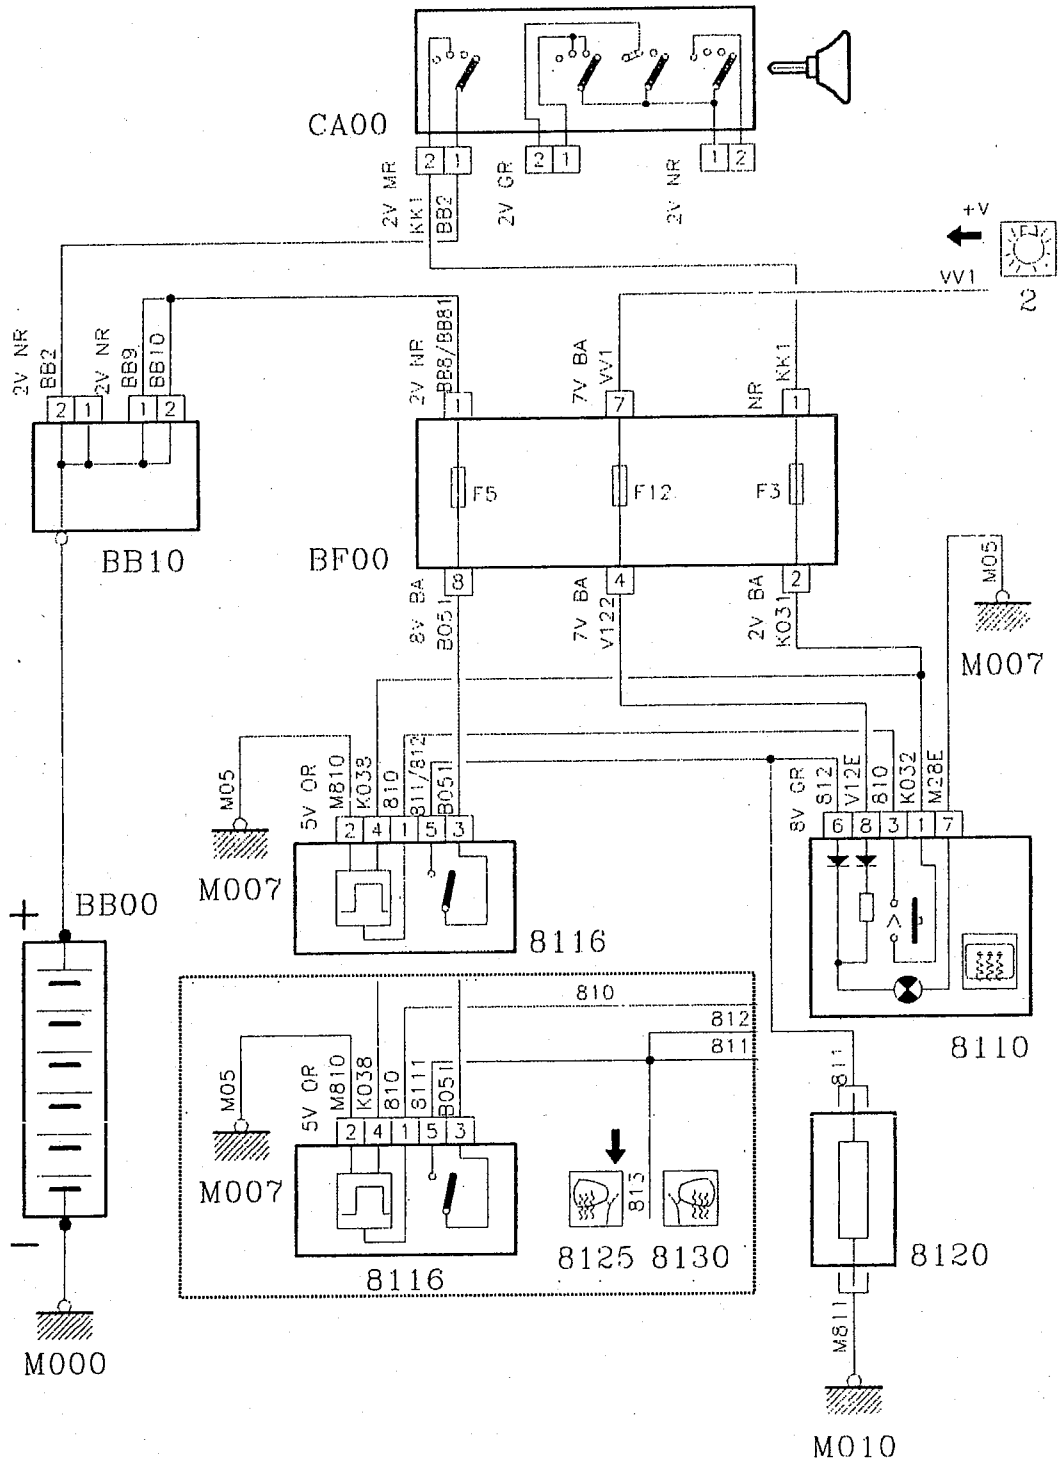 CA00
2 1
2 1
1 2
2V MR
KK1
BB2
2V GR
2V NR
+V
VV1
2
2V NR
BB2
2V NR
BB9
BB10
2V NR
BB8/BB81
7V BA
VV1
NR
KK1
2 1
1 2
1
7
1
F5
F12
F3
BB10
BF00
8
4
2
8V BA
B051
7V BA
V122
2V BA
K031
M05
M007
M05
5V OR
M810
K038
810
811/812
B051
8V GR
812
V12E
810
K032
M28E
2 4 1 5 3
6 8 3 1 7
M007
BB00
+
8116
810
812
811
8110
M05
5V OR
M810
K038
810
8111
B051
811
2 4 1 5 3
M007
813
8125
8130
8120
8116
−
M000
M811
M010